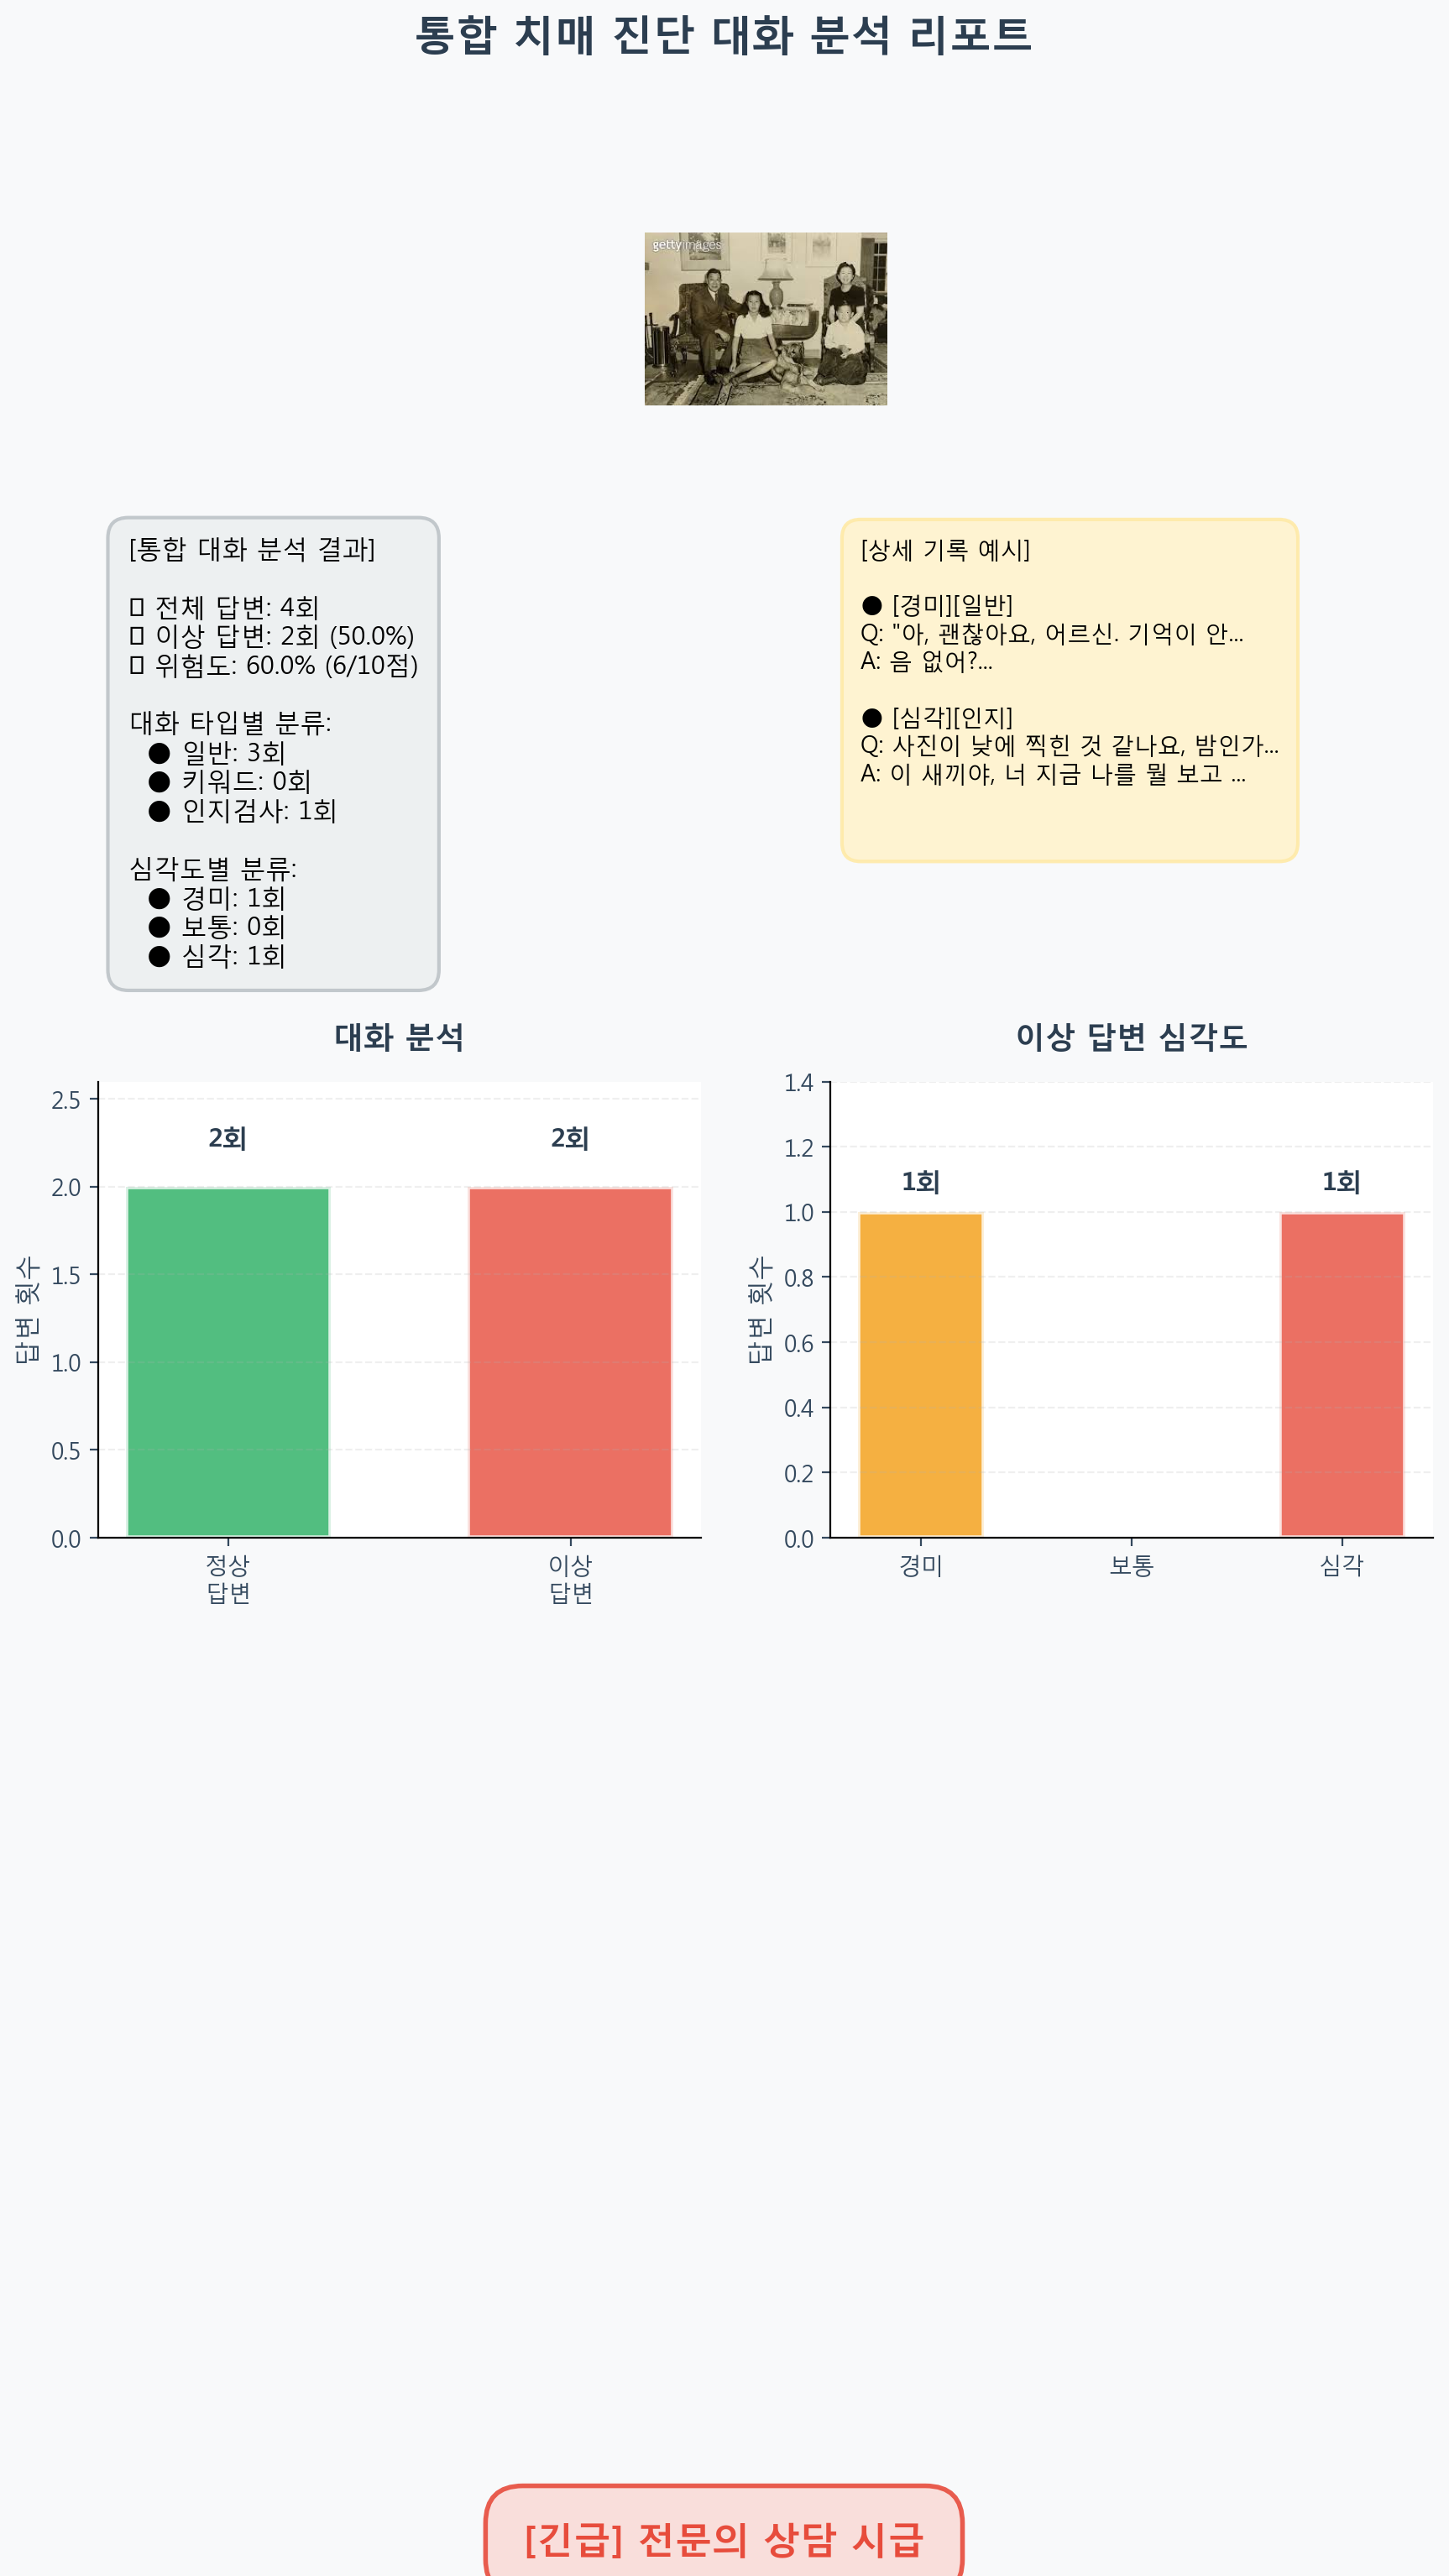 통합 치매 진단 대화 분석 리포트
gettyimages
[통합 대화 분석 결과]
▯ 전체 답변: 4회
▯ 이상 답변: 2회 (50.0%)
▯ 위험도: 60.0% (6/10점)
대화 타입별 분류:
● 일반: 3회
● 키워드: 0회
● 인지검사: 1회
심각도별 분류:
● 경미: 1회
● 보통: 0회
● 심각: 1회
[상세 기록 예시]
● [경미][일반]
Q: "아, 괜찮아요, 어르신. 기억이 안...
A: 음 없어?...
● [심각][인지]
Q: 사진이 낮에 찍힌 것 같나요, 밤인가...
A: 이 새끼야, 너 지금 나를 뭘 보고 ...
대화 분석
2.5
2.0
1.5
1.0
0.5
0.0
답변 횟수
2회
2회
정상
답변
이상
답변
이상 답변 심각도
1.4
1.2
1.0
0.8
0.6
0.4
0.2
0.0
답변 횟수
1회
1회
경미
보통
심각
[긴급] 전문의 상담 시급